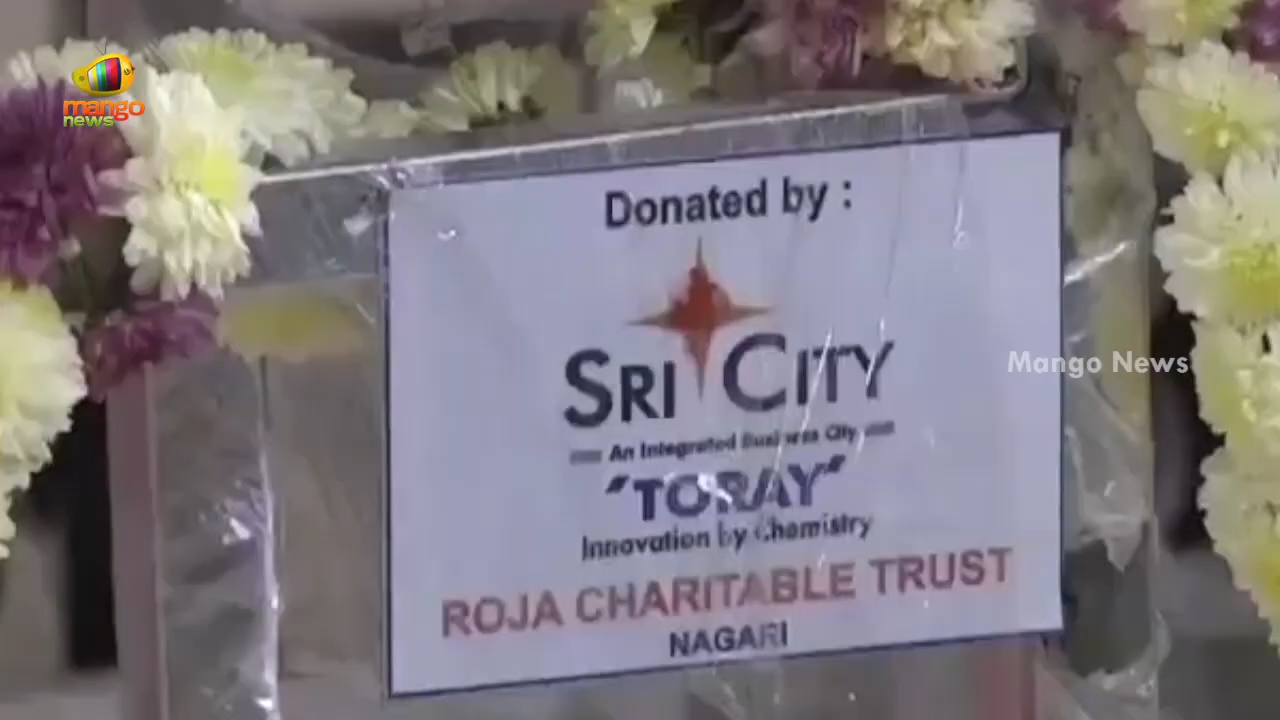 mango
news
Donated by :
SRI CITY
An Integrated Business City
"TORAY"
Innovation by Chemistry
ROJA CHARITABLE TRUST
NAGARI
Mango News